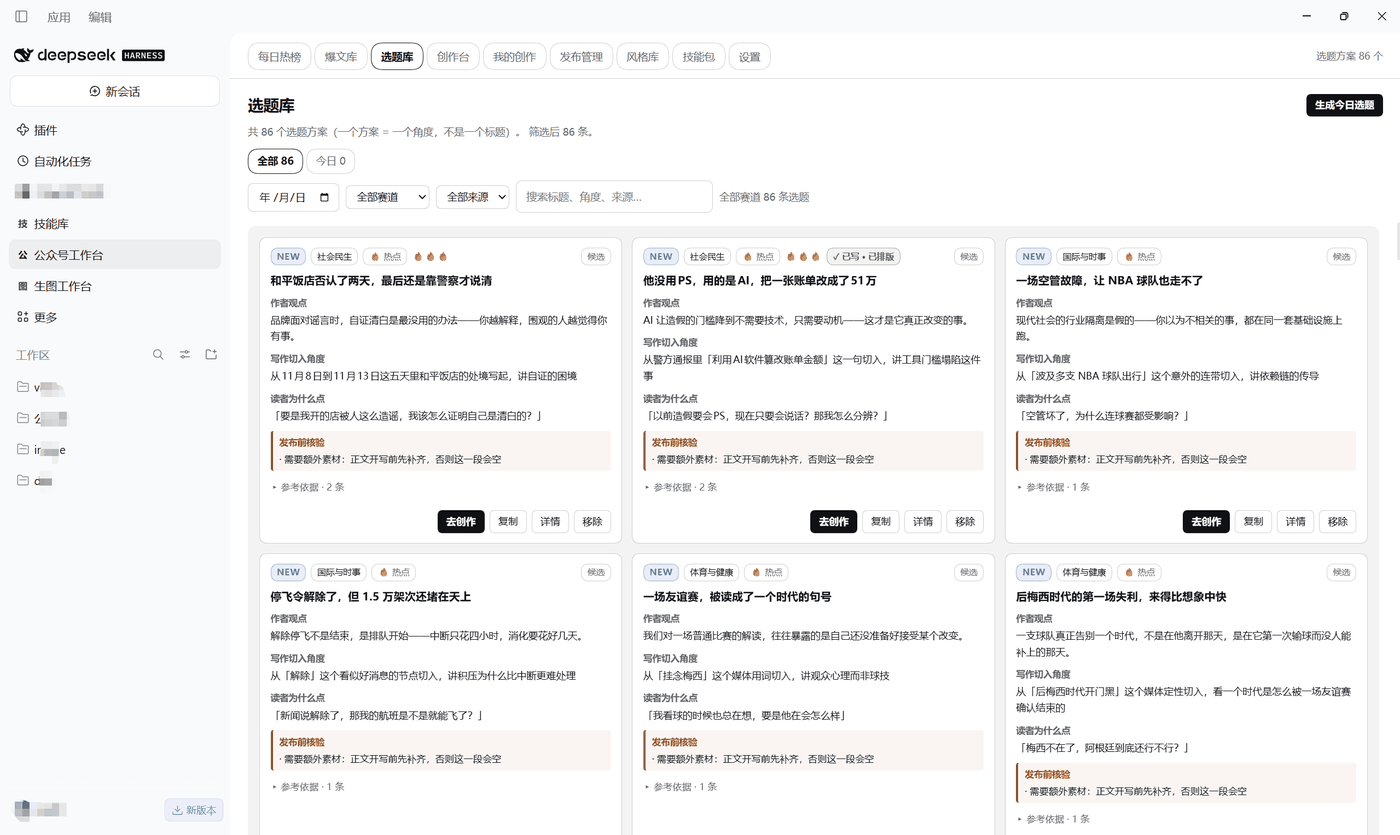 应用 编辑
deepseek HARNESS
新会话
插件
自动化任务
技 技能库
公众号工作台
图 生图工作台
更多
工作区
新版本
每日热榜 爆文库 选题库 创作台 我的创作 发布管理 风格库 技能包 设置
选题方案 86 个
选题库
生成今日选题
共 86 个选题方案（一个方案 = 一个角度，不是一个标题）。 筛选后 86 条。
全部 86 今日 0
年 /月/日 全部赛道 全部来源 搜索标题、角度、来源... 全部赛道 86 条选题
NEW 社会民生 热点 候选
和平饭店否认了两天，最后还是靠警察才说清
作者观点
品牌面对谣言时，自证清白是最没用的办法——你越解释，围观的人越觉得你
有事。
写作切入角度
从 11 月 8 日到 11 月 13 日这五天里和平饭店的处境写起，讲自证的困境
读者为什么点
「要是我开的店被人这么造谣，我该怎么证明自己是清白的？」
发布前核验
· 需要额外素材：正文开写前先补齐，否则这一段会空
参考依据 · 2 条
去创作 复制 详情 移除
NEW 社会民生 热点 ✓ 已写 • 已排版 候选
他没用 PS，用的是 AI，把一张账单改成了 51 万
作者观点
AI 让造假的门槛降到不需要技术，只需要动机——这才是它真正改变的事。
写作切入角度
从警方通报里「利用 AI 软件篡改账单金额」这一句切入，讲工具门槛塌陷这件
事
读者为什么点
「以前造假要会 PS，现在只要会说话？那我怎么分辨？」
发布前核验
· 需要额外素材：正文开写前先补齐，否则这一段会空
参考依据 · 2 条
去创作 复制 详情 移除
NEW 国际与时事 热点 候选
一场空管故障，让 NBA 球队也走不了
作者观点
现代社会的行业隔离是假的——你以为不相关的事，都在同一套基础设施上
跑。
写作切入角度
从「波及多支 NBA 球队出行」这个意外的连带切入，讲依赖链的传导
读者为什么点
「空管坏了，为什么连球赛都受影响？」
发布前核验
· 需要额外素材：正文开写前先补齐，否则这一段会空
参考依据 · 1 条
去创作 复制 详情 移除
NEW 国际与时事 热点 候选
停飞令解除了，但 1.5 万架次还堵在天上
作者观点
解除停飞不是结束，是排队开始——中断只花四小时，消化要花好几天。
写作切入角度
从「解除」这个看似好消息的节点切入，讲积压为什么比中断更难处理
读者为什么点
「新闻说解除了，那我的航班是不是就能飞了？」
发布前核验
· 需要额外素材：正文开写前先补齐，否则这一段会空
参考依据 · 1 条
NEW 体育与健康 热点 候选
一场友谊赛，被读成了一个时代的句号
作者观点
我们对一场普通比赛的解读，往往暴露的是自己还没准备好接受某个改变。
写作切入角度
从「挂念梅西」这个媒体用词切入，讲观众心理而非球技
读者为什么点
「我看球的时候也总在想，要是他在会怎么样」
发布前核验
· 需要额外素材：正文开写前先补齐，否则这一段会空
参考依据 · 1 条
NEW 体育与健康 热点 候选
后梅西时代的第一场失利，来得比想象中快
作者观点
一支球队真正告别一个时代，不是在他离开那天，是在它第一次输球而没人能
补上的那天。
写作切入角度
从「后梅西时代开门黑」这个媒体定性切入，看一个时代是怎么被一场友谊赛
确认结束的
读者为什么点
「梅西不在了，阿根廷到底还行不行？」
发布前核验
· 需要额外素材：正文开写前先补齐，否则这一段会空
参考依据 · 1 条